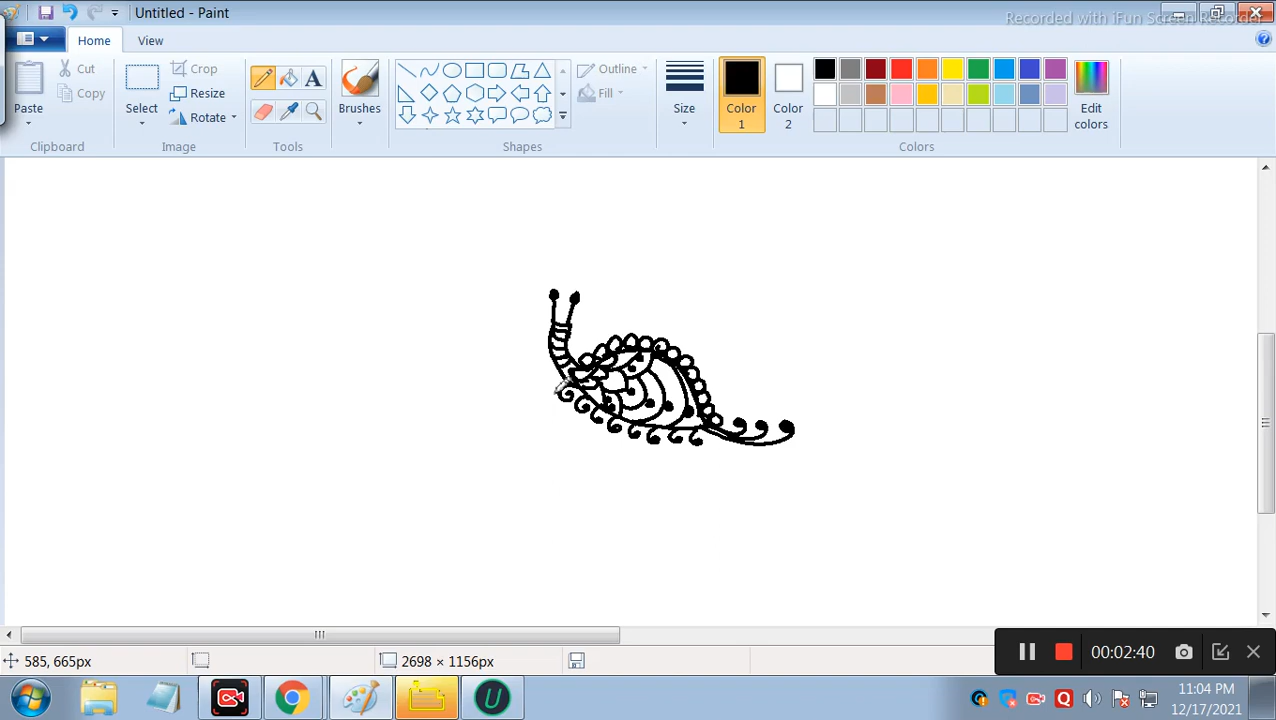 Untitled - Paint
Recorded with iFun Screen Recorder
Home
View
Paste
Cut
Copy
Clipboard
Select
Crop
Resize
Rotate
Image
A
Tools
Brushes
Shapes
Outline
Fill
Size
Color 1
Color 2
Edit colors
Colors
585, 665px
2698 × 1156px
00:02:40
11:04 PM
12/17/2021